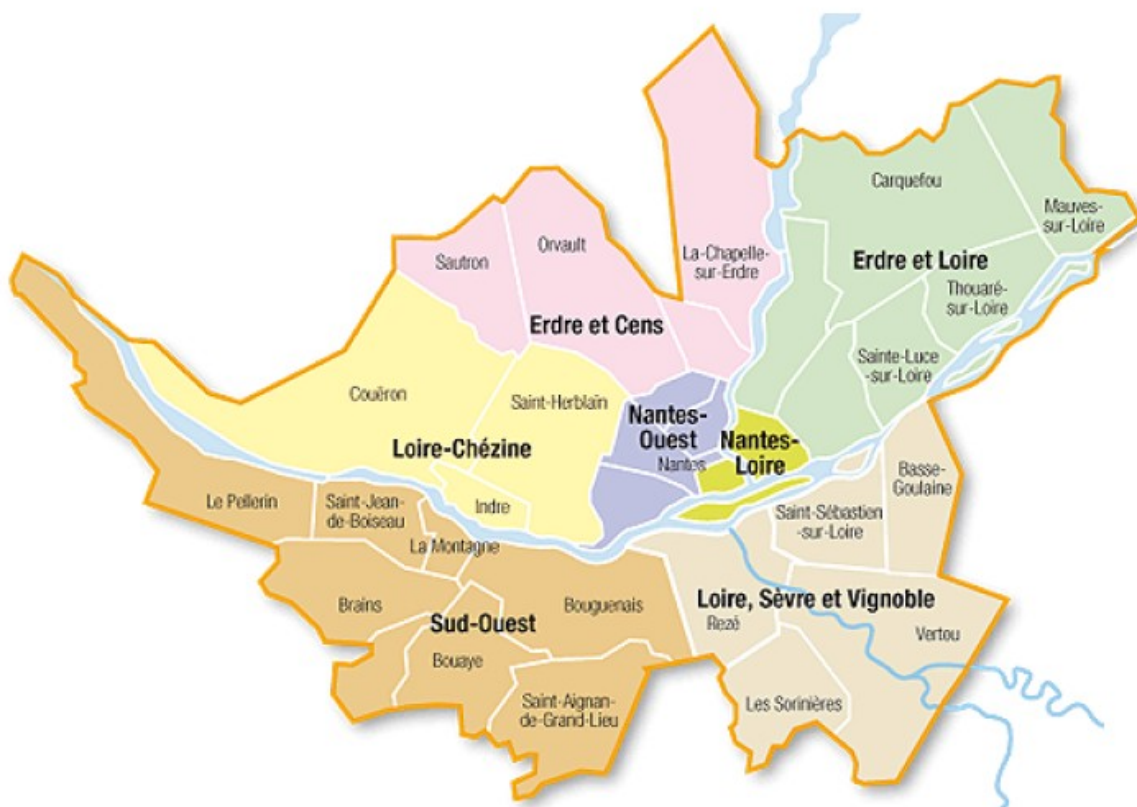 Carquefou
Mauves-
sur-Loire
Orvault
Sautron
La-Chapelle-
sur-Erdre
Erdre et Loire
Thouaré-
sur-Loire
Erdre et Cens
Sainte-Luce
-sur-Loire
Couëron
Saint-Herblain
Nantes-
Ouest
Nantes
Nantes-
Loire
Loire-Chézine
Basse-
Goulaine
Le Pellerin
Saint-Jean-
de-Boiseau
Indre
Saint-Sébastien
-sur-Loire
La Montagne
Brains
Bouguenais
Loire, Sèvre et Vignoble
Sud-Ouest
Rezé
Vertou
Bouaye
Saint-Aignan-
de-Grand-Lieu
Les Sorinières